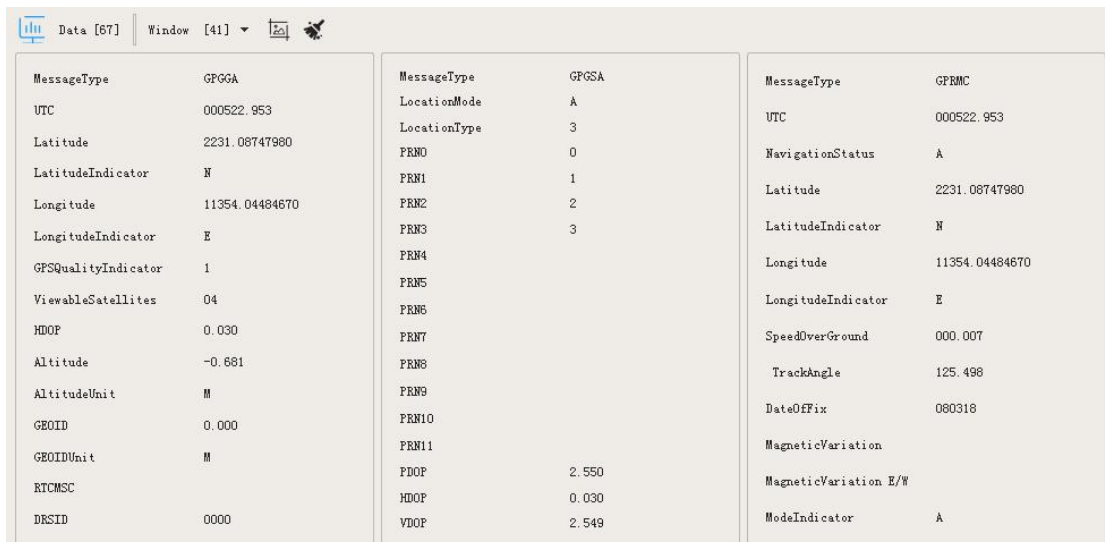 Data [67] Window [41]
MessageType GPGGA
UTC 000522.953
Latitude 2231.08747980
LatitudeIndicator N
Longitude 11354.04484670
LongitudeIndicator E
GPSQualityIndicator 1
ViewableSatellites 04
HDOP 0.030
Altitude -0.681
AltitudeUnit M
GEOID 0.000
GEOIDUnit M
RTCMSC
DRSID 0000
MessageType GPGSA
LocationMode A
LocationType 3
PRN0 0
PRN1 1
PRN2 2
PRN3 3
PRN4
PRN5
PRN6
PRN7
PRN8
PRN9
PRN10
PRN11
PDOP 2.550
HDOP 0.030
VDOP 2.549
MessageType GPRMC
UTC 000522.953
NavigationStatus A
Latitude 2231.08747980
LatitudeIndicator N
Longitude 11354.04484670
LongitudeIndicator E
SpeedOverGround 000.007
TrackAngle 125.498
DateOfFix 080318
MagneticVariation
MagneticVariation E/W
ModeIndicator A